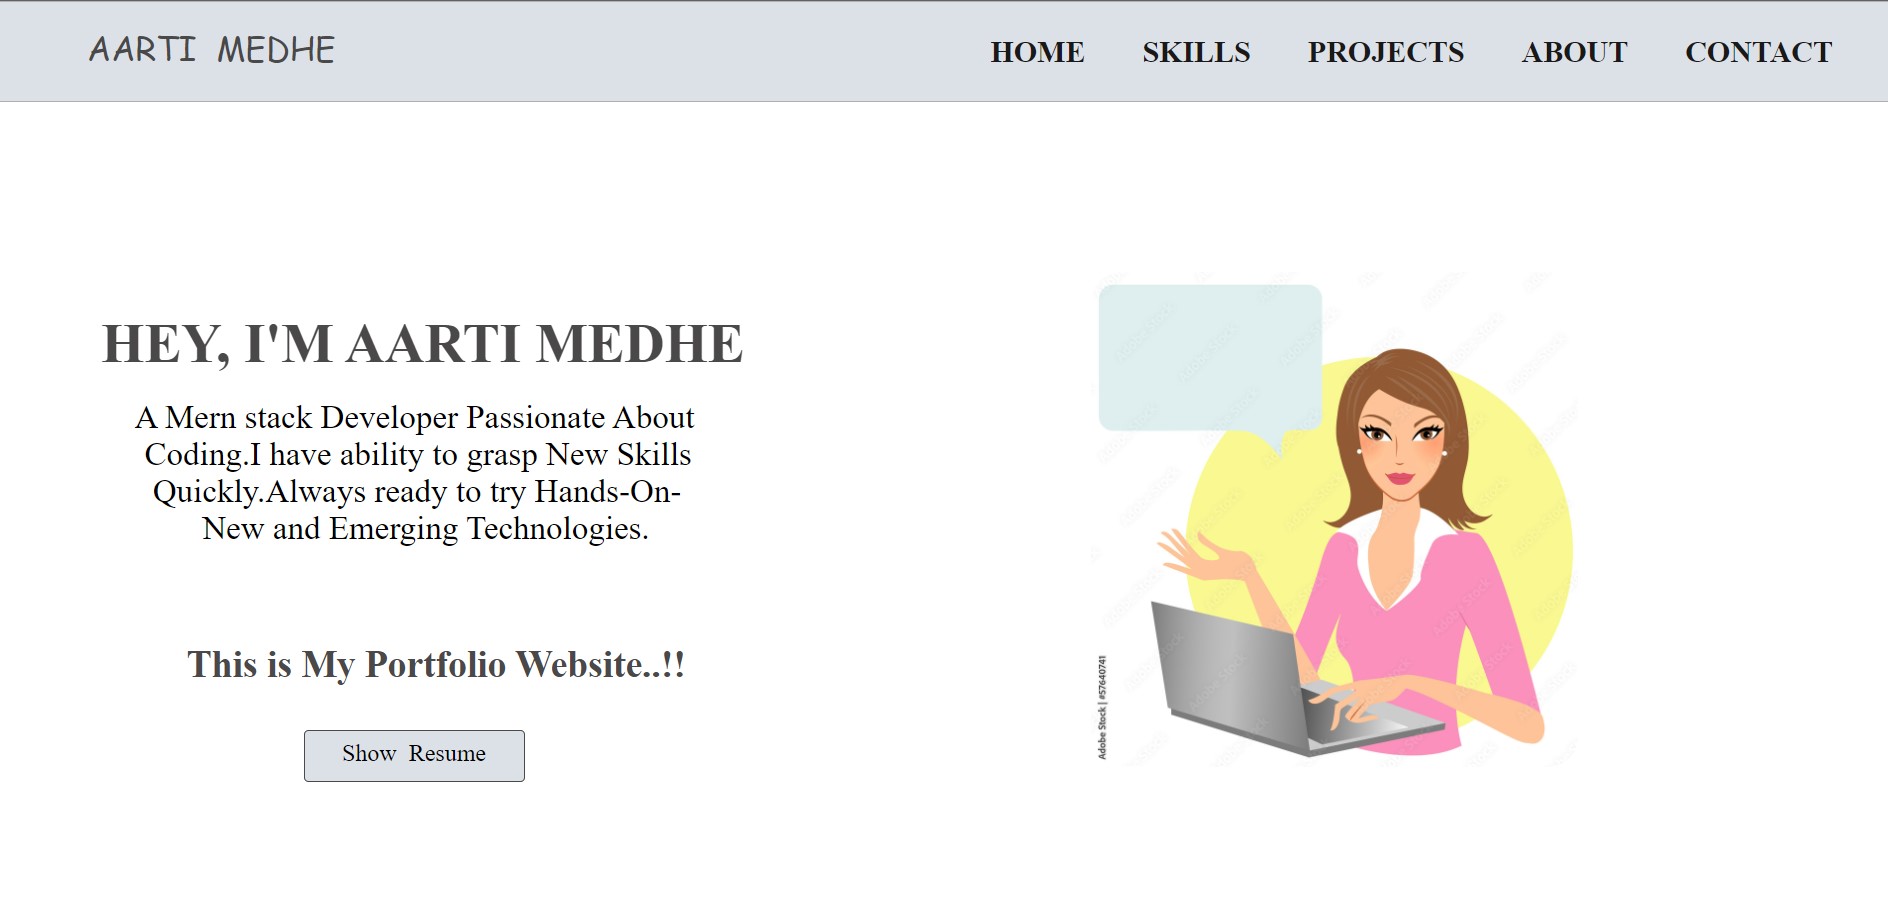 AARTI MEDHE
HOME SKILLS PROJECTS ABOUT CONTACT
HEY, I'M AARTI MEDHE
A Mern stack Developer Passionate About
Coding.I have ability to grasp New Skills
Quickly.Always ready to try Hands-On-
New and Emerging Technologies.
This is My Portfolio Website..!!
Show Resume
Adobe Stock | #57640741